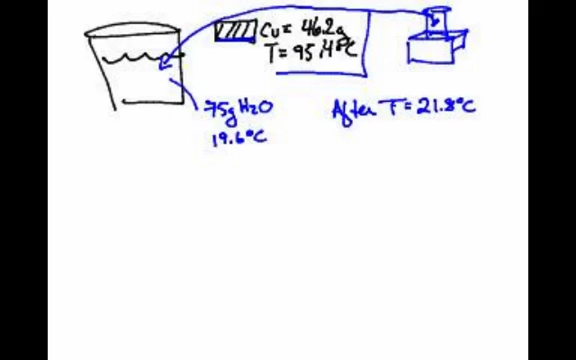 Cu = 46.2g
T = 95.4°C
75g H2O
19.6°C
After T = 21.8°C